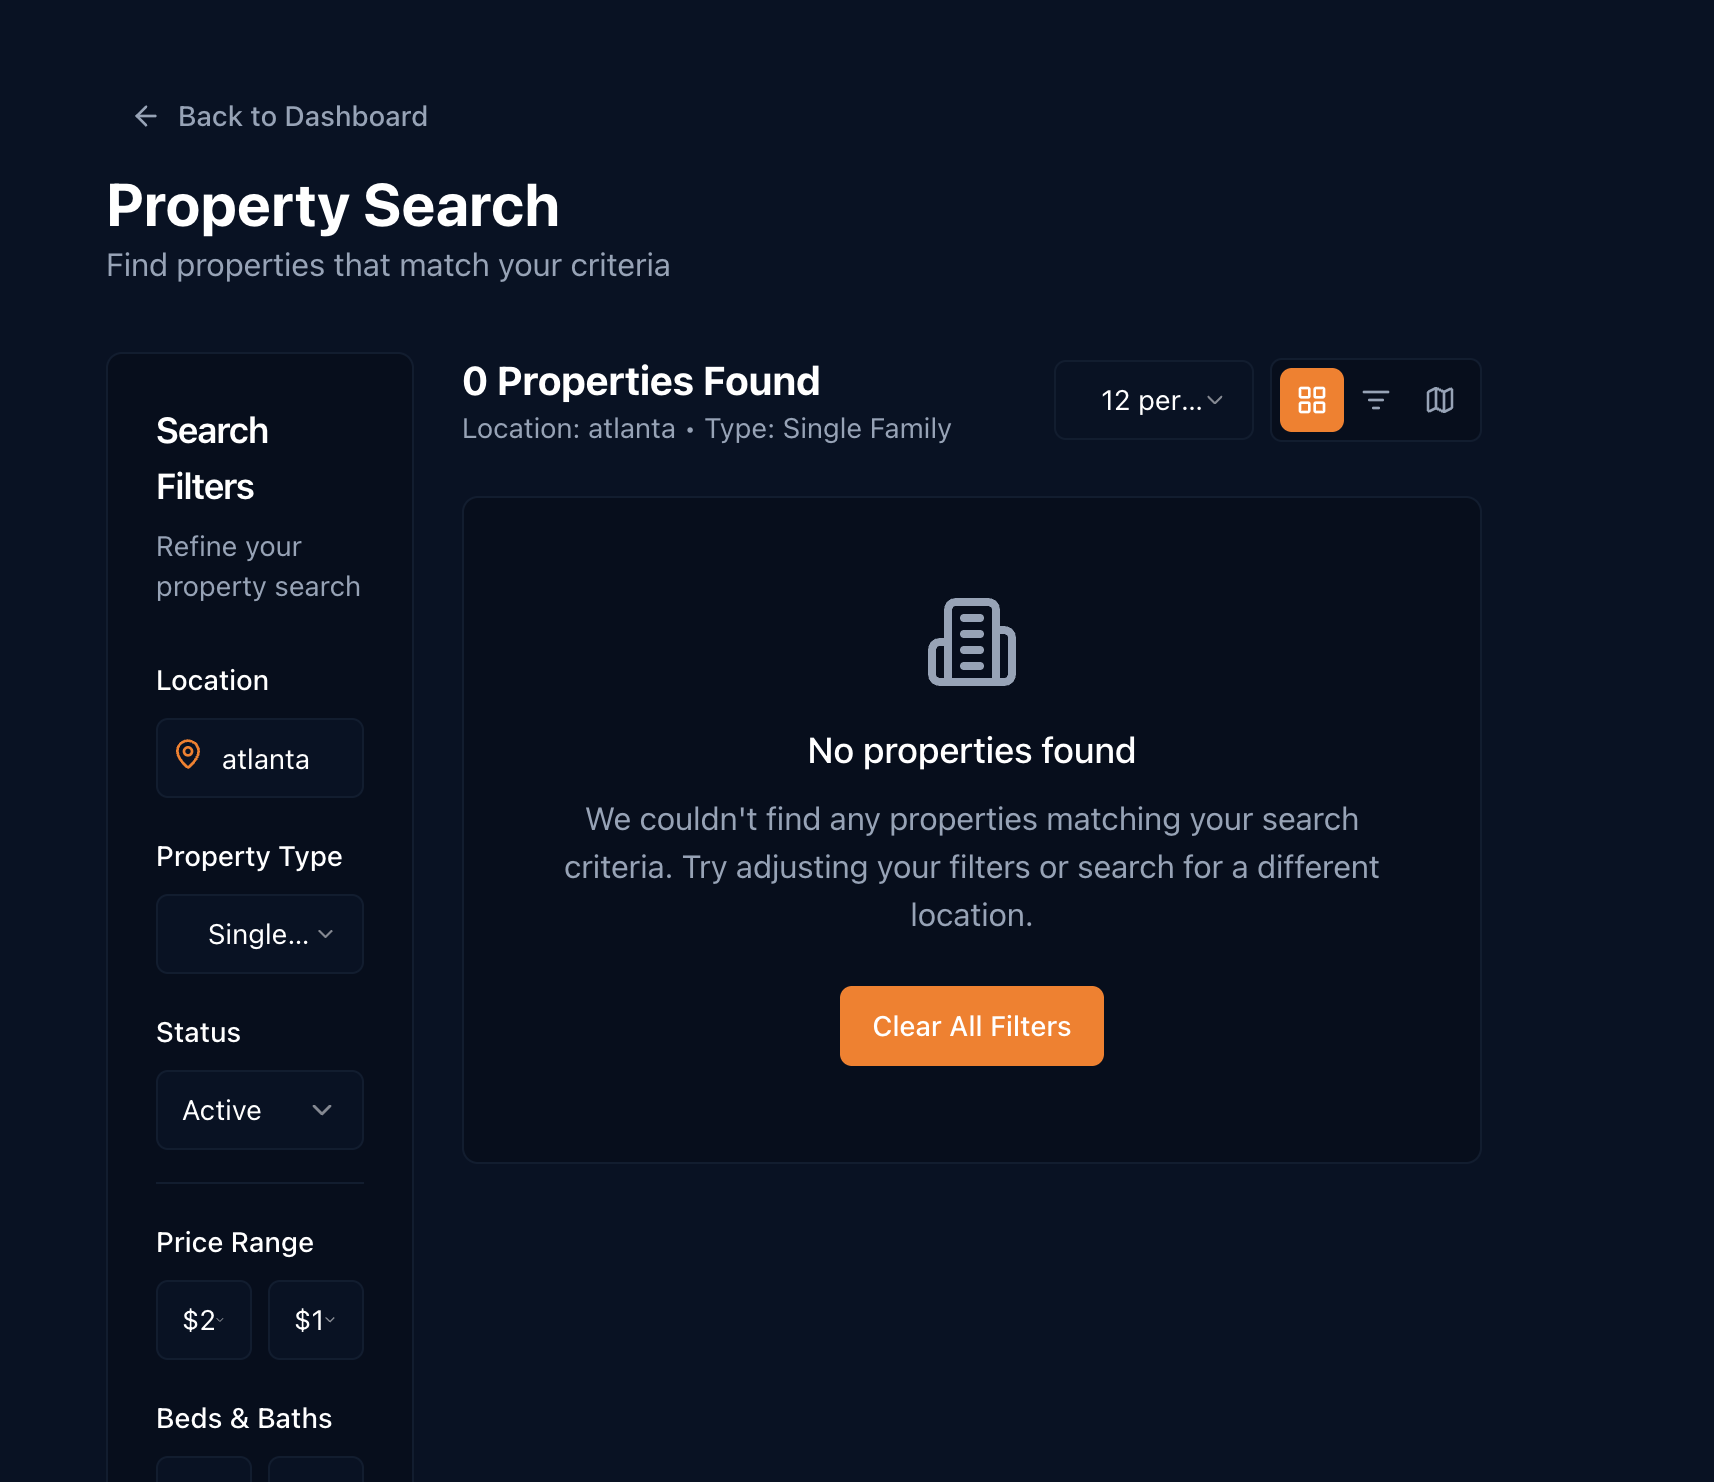 Back to Dashboard
Property Search
Find properties that match your criteria
Search
Filters
Refine your
property search
Location
atlanta
Property Type
Single...
Status
Active
Price Range
$2 $1
Beds & Baths
0 Properties Found
Location: atlanta • Type: Single Family
12 per...
No properties found
We couldn't find any properties matching your search
criteria. Try adjusting your filters or search for a different
location.
Clear All Filters